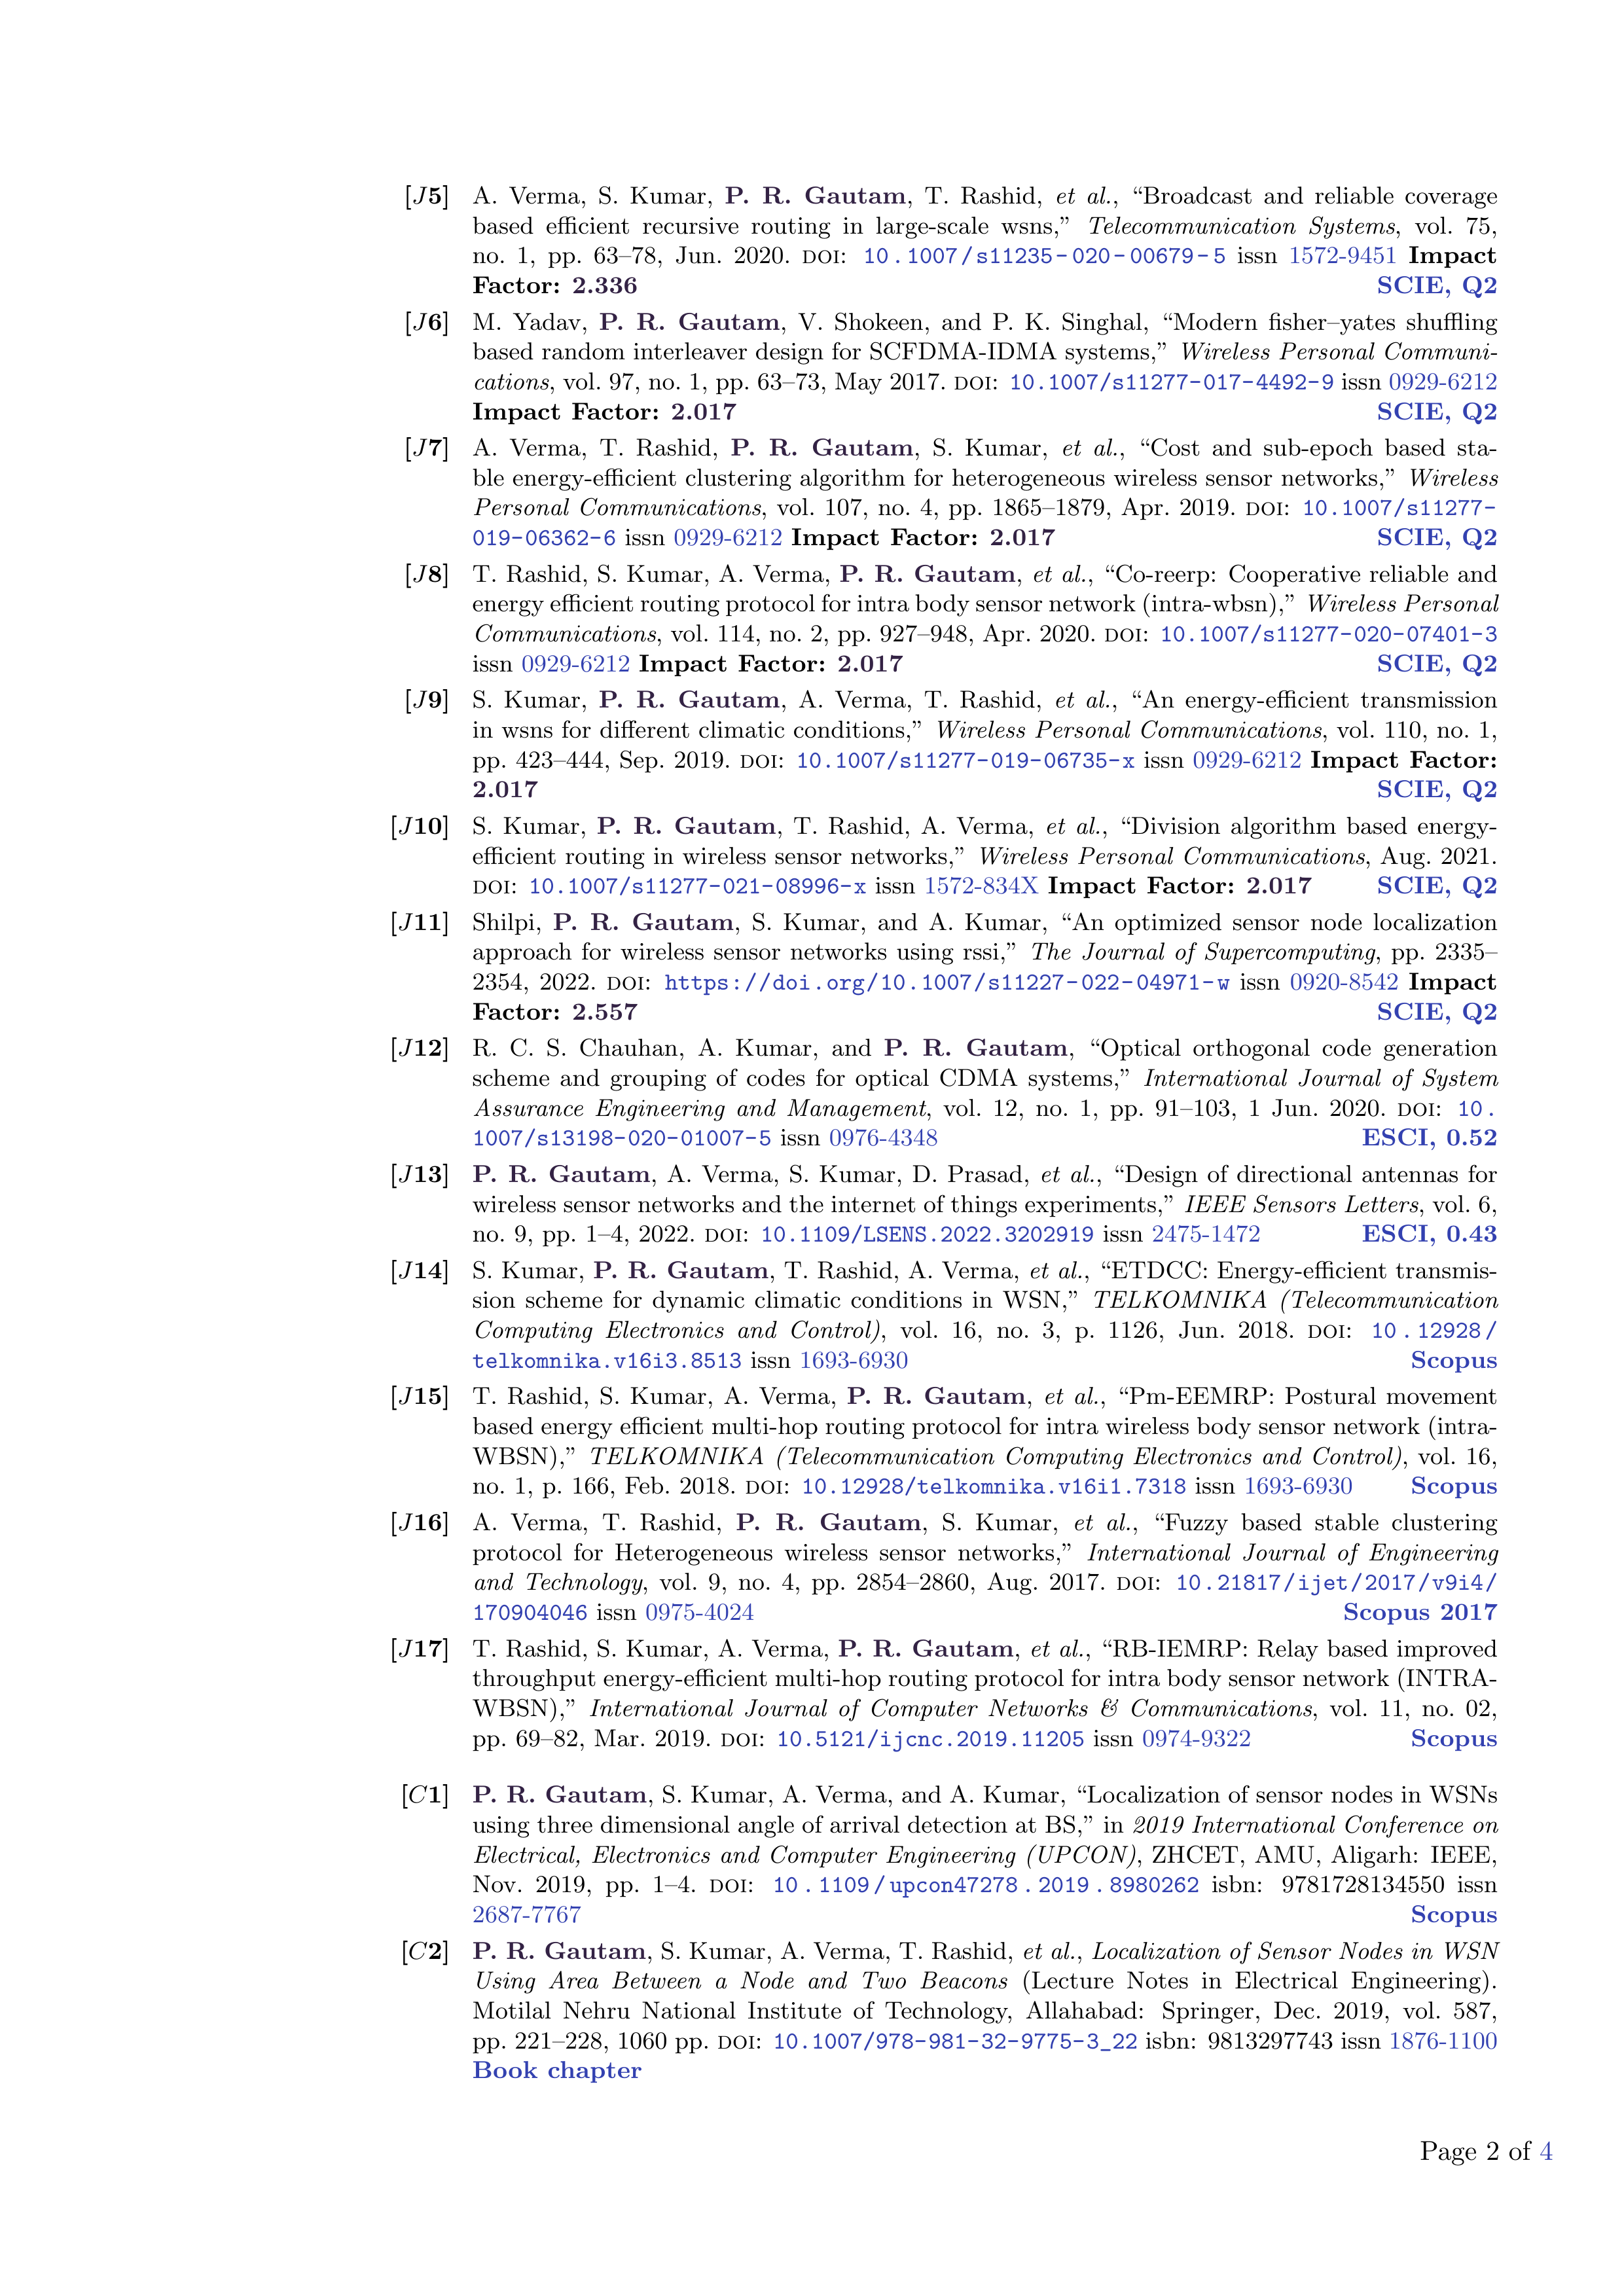 [J5] A. Verma, S. Kumar, P. R. Gautam, T. Rashid, et al., “Broadcast and reliable coverage
based efficient recursive routing in large-scale wsns,” Telecommunication Systems, vol. 75,
no. 1, pp. 63–78, Jun. 2020. DOI: 10.1007/s11235-020-00679-5 issn 1572-9451 Impact
Factor: 2.336 SCIE, Q2
[J6] M. Yadav, P. R. Gautam, V. Shokeen, and P. K. Singhal, “Modern fisher–yates shuffling
based random interleaver design for SCFDMA-IDMA systems,” Wireless Personal Communi-
cations, vol. 97, no. 1, pp. 63–73, May 2017. DOI: 10.1007/s11277-017-4492-9 issn 0929-6212
Impact Factor: 2.017 SCIE, Q2
[J7] A. Verma, T. Rashid, P. R. Gautam, S. Kumar, et al., “Cost and sub-epoch based sta-
ble energy-efficient clustering algorithm for heterogeneous wireless sensor networks,” Wireless
Personal Communications, vol. 107, no. 4, pp. 1865–1879, Apr. 2019. DOI: 10.1007/s11277-
019-06362-6 issn 0929-6212 Impact Factor: 2.017 SCIE, Q2
[J8] T. Rashid, S. Kumar, A. Verma, P. R. Gautam, et al., “Co-reerp: Cooperative reliable and
energy efficient routing protocol for intra body sensor network (intra-wbsn),” Wireless Personal
Communications, vol. 114, no. 2, pp. 927–948, Apr. 2020. DOI: 10.1007/s11277-020-07401-3
issn 0929-6212 Impact Factor: 2.017 SCIE, Q2
[J9] S. Kumar, P. R. Gautam, A. Verma, T. Rashid, et al., “An energy-efficient transmission
in wsns for different climatic conditions,” Wireless Personal Communications, vol. 110, no. 1,
pp. 423–444, Sep. 2019. DOI: 10.1007/s11277-019-06735-x issn 0929-6212 Impact Factor:
2.017 SCIE, Q2
[J10] S. Kumar, P. R. Gautam, T. Rashid, A. Verma, et al., “Division algorithm based energy-
efficient routing in wireless sensor networks,” Wireless Personal Communications, Aug. 2021.
DOI: 10.1007/s11277-021-08996-x issn 1572-834X Impact Factor: 2.017 SCIE, Q2
[J11] Shilpi, P. R. Gautam, S. Kumar, and A. Kumar, “An optimized sensor node localization
approach for wireless sensor networks using rssi,” The Journal of Supercomputing, pp. 2335–
2354, 2022. DOI: https://doi.org/10.1007/s11227-022-04971-w issn 0920-8542 Impact
Factor: 2.557 SCIE, Q2
[J12] R. C. S. Chauhan, A. Kumar, and P. R. Gautam, “Optical orthogonal code generation
scheme and grouping of codes for optical CDMA systems,” International Journal of System
Assurance Engineering and Management, vol. 12, no. 1, pp. 91–103, 1 Jun. 2020. DOI: 10.
1007/s13198-020-01007-5 issn 0976-4348 ESCI, 0.52
[J13] P. R. Gautam, A. Verma, S. Kumar, D. Prasad, et al., “Design of directional antennas for
wireless sensor networks and the internet of things experiments,” IEEE Sensors Letters, vol. 6,
no. 9, pp. 1–4, 2022. DOI: 10.1109/LSENS.2022.3202919 issn 2475-1472 ESCI, 0.43
[J14] S. Kumar, P. R. Gautam, T. Rashid, A. Verma, et al., “ETDCC: Energy-efficient transmis-
sion scheme for dynamic climatic conditions in WSN,” TELKOMNIKA (Telecommunication
Computing Electronics and Control), vol. 16, no. 3, p. 1126, Jun. 2018. DOI: 10.12928/
telkomnika.v16i3.8513 issn 1693-6930 Scopus
[J15] T. Rashid, S. Kumar, A. Verma, P. R. Gautam, et al., “Pm-EEMRP: Postural movement
based energy efficient multi-hop routing protocol for intra wireless body sensor network (intra-
WBSN),” TELKOMNIKA (Telecommunication Computing Electronics and Control), vol. 16,
no. 1, p. 166, Feb. 2018. DOI: 10.12928/telkomnika.v16i1.7318 issn 1693-6930 Scopus
[J16] A. Verma, T. Rashid, P. R. Gautam, S. Kumar, et al., “Fuzzy based stable clustering
protocol for Heterogeneous wireless sensor networks,” International Journal of Engineering
and Technology, vol. 9, no. 4, pp. 2854–2860, Aug. 2017. DOI: 10.21817/ijet/2017/v9i4/
170904046 issn 0975-4024 Scopus 2017
[J17] T. Rashid, S. Kumar, A. Verma, P. R. Gautam, et al., “RB-IEMRP: Relay based improved
throughput energy-efficient multi-hop routing protocol for intra body sensor network (INTRA-
WBSN),” International Journal of Computer Networks & Communications, vol. 11, no. 02,
pp. 69–82, Mar. 2019. DOI: 10.5121/ijcnc.2019.11205 issn 0974-9322 Scopus
[C1] P. R. Gautam, S. Kumar, A. Verma, and A. Kumar, “Localization of sensor nodes in WSNs
using three dimensional angle of arrival detection at BS,” in 2019 International Conference on
Electrical, Electronics and Computer Engineering (UPCON), ZHCET, AMU, Aligarh: IEEE,
Nov. 2019, pp. 1–4. DOI: 10.1109/upcon47278.2019.8980262 isbn: 9781728134550 issn
2687-7767 Scopus
[C2] P. R. Gautam, S. Kumar, A. Verma, T. Rashid, et al., Localization of Sensor Nodes in WSN
Using Area Between a Node and Two Beacons (Lecture Notes in Electrical Engineering).
Motilal Nehru National Institute of Technology, Allahabad: Springer, Dec. 2019, vol. 587,
pp. 221–228, 1060 pp. DOI: 10.1007/978-981-32-9775-3_22 isbn: 9813297743 issn 1876-1100
Book chapter
Page 2 of 4